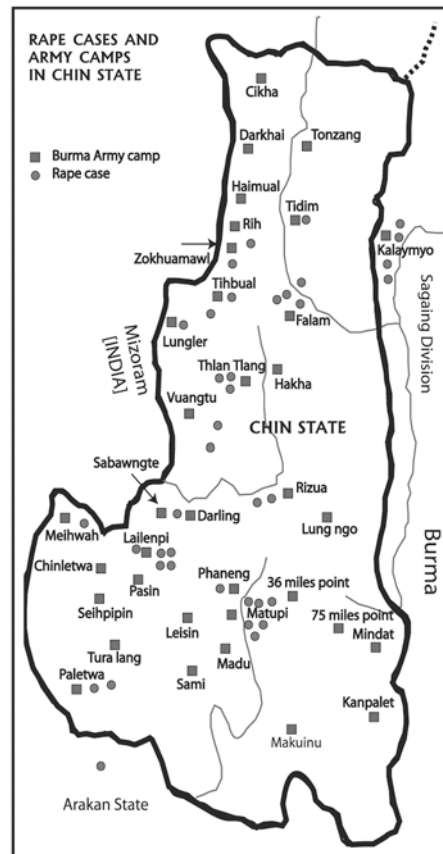 RAPE CASES AND
ARMY CAMPS
IN CHIN STATE
Burma Army camp
Rape case
Cikha
Darkhai
Tonzang
Haimual
Rih
Tidim
Zokhuamawl
Kalaymyo
Tihbual
Sagaing Division
Falam
Lungler
Mizoram
[INDIA]
Thlan Tlang
Hakha
Vuangtu
CHIN STATE
Sabawngte
Rizua
Darling
Lung ngo
Meihwah
Lailenpi
Burma
Chinletwa
Pasin
Phaneng
36 miles point
Seihpipin
Leisin
Matupi
75 miles point
Mindat
Tura lang
Madu
Paletwa
Sami
Kanpalet
Makuinu
Arakan State